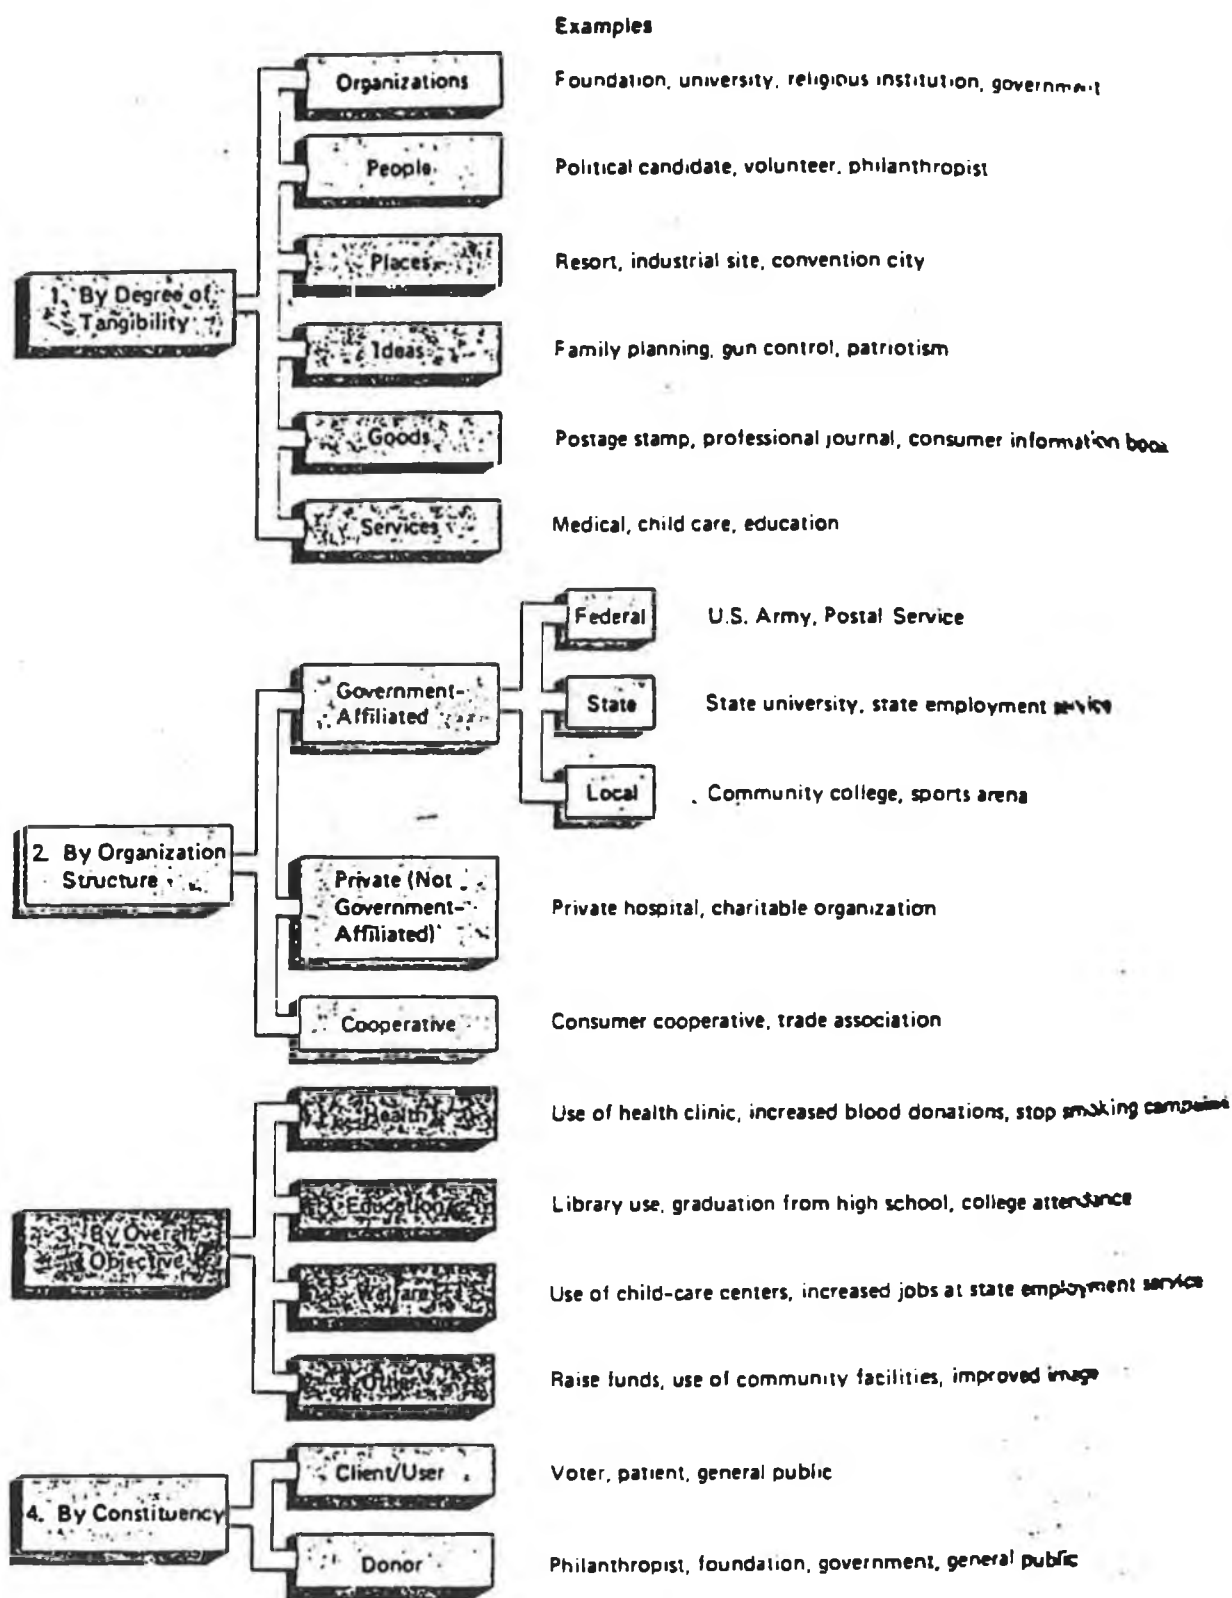 Examples
Organizations
Foundation, university, religious institution, government
People
Political candidate, volunteer, philanthropist
Places
Resort, industrial site, convention city
1. By Degree of
Tangibility
Ideas
Family planning, gun control, patriotism
Goods
Postage stamp, professional journal, consumer information book
Services
Medical, child care, education
Federal
U.S. Army, Postal Service
Government-
Affiliated
State
State university, state employment service
Local
Community college, sports arena
2. By Organization
Structure
Private (Not
Government-
Affiliated)
Private hospital, charitable organization
Cooperative
Consumer cooperative, trade association
Health
Use of health clinic, increased blood donations, stop smoking
Education
Library use, graduation from high school, college attendance
3. By Overall
Objective
Welfare
Use of child-care centers, increased jobs at state employment service
Other
Raise funds, use of community facilities, improved image
Client/User
Voter, patient, general public
4. By Constituency
Donor
Philanthropist, foundation, government, general public